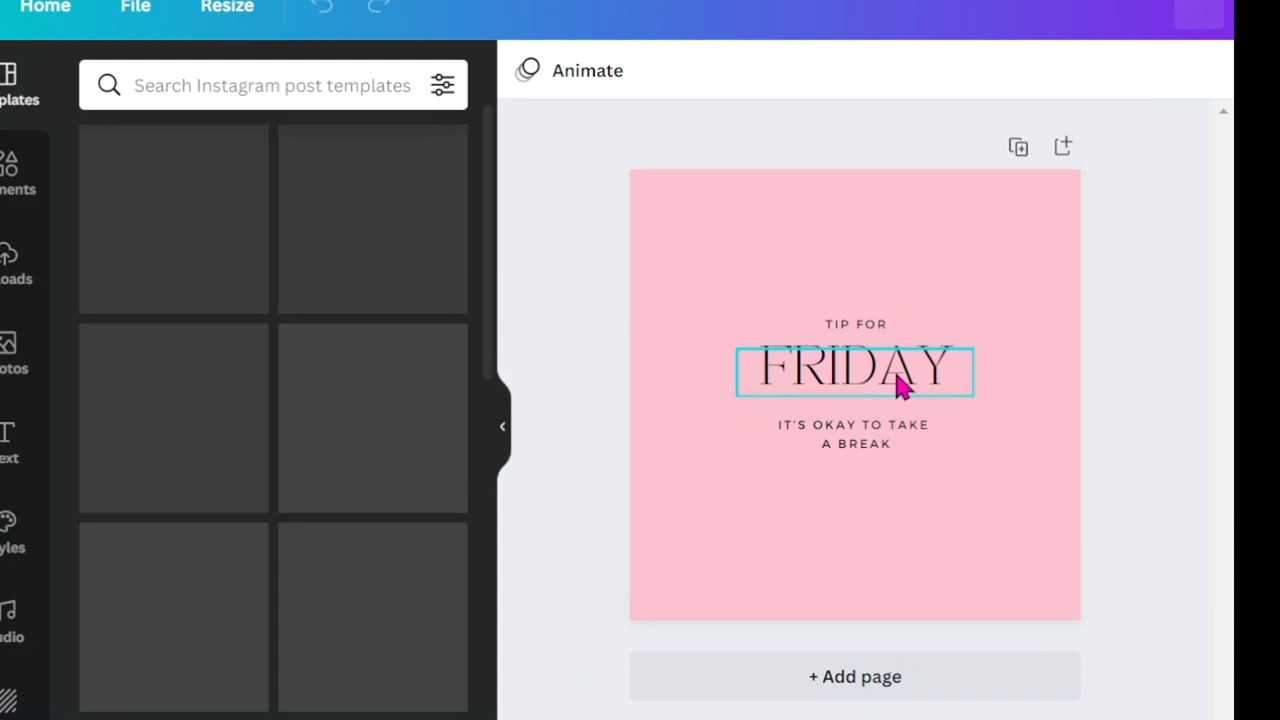 Home File Resize
Search Instagram post templates
Animate
plates
ments
oads
otos
ext
yles
udio
TIP FOR
FRIDAY
IT'S OKAY TO TAKE
A BREAK
+ Add page